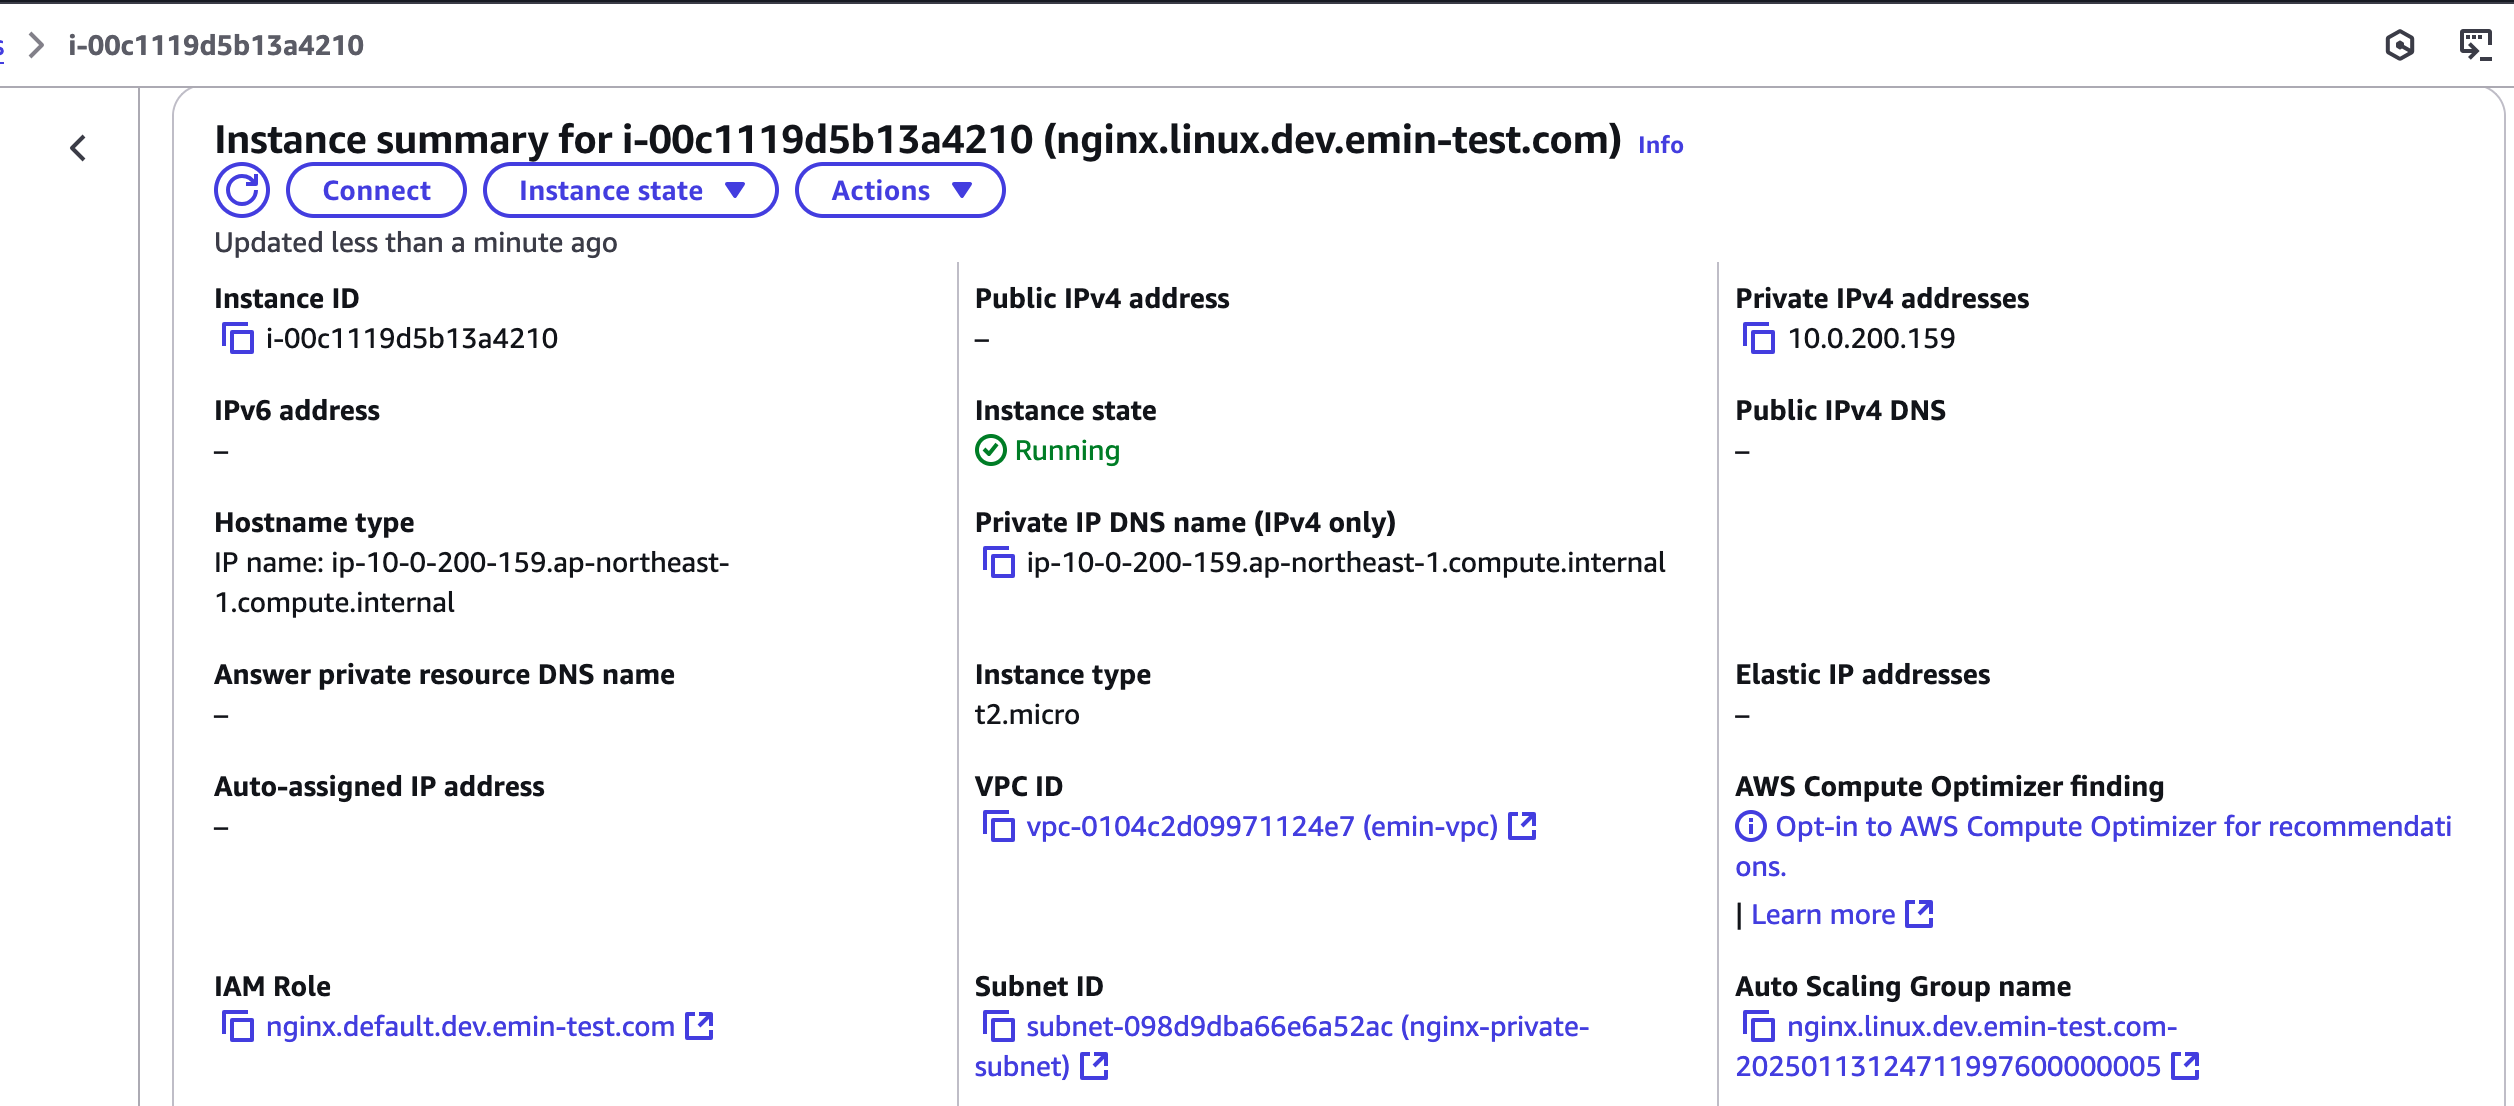 s > i-00c1119d5b13a4210
Instance summary for i-00c1119d5b13a4210 (nginx.linux.dev.emin-test.com) Info
Connect Instance state Actions
Updated less than a minute ago
Instance ID
i-00c1119d5b13a4210
Public IPv4 address
–
Private IPv4 addresses
10.0.200.159
IPv6 address
–
Instance state
Running
Public IPv4 DNS
–
Hostname type
IP name: ip-10-0-200-159.ap-northeast-
1.compute.internal
Private IP DNS name (IPv4 only)
ip-10-0-200-159.ap-northeast-1.compute.internal
Answer private resource DNS name
–
Instance type
t2.micro
Elastic IP addresses
–
Auto-assigned IP address
–
VPC ID
vpc-0104c2d09971124e7 (emin-vpc)
AWS Compute Optimizer finding
Opt-in to AWS Compute Optimizer for recommendati
ons.
| Learn more
IAM Role
nginx.default.dev.emin-test.com
Subnet ID
subnet-098d9dba66e6a52ac (nginx-private-
subnet)
Auto Scaling Group name
nginx.linux.dev.emin-test.com-
20250113124711997600000005